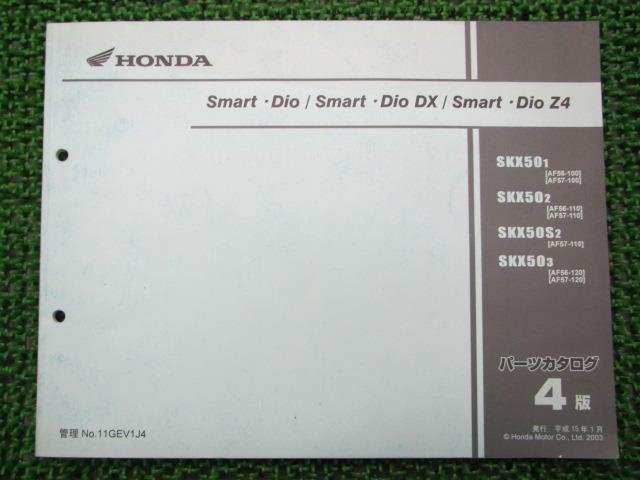 HONDA
Smart・Dio / Smart・Dio DX / Smart・Dio Z4
SKX501
[AF56-100]
[AF57-100]
SKX502
[AF56-110]
[AF57-110]
SKX50S2
[AF57-110]
SKX503
[AF56-120]
[AF57-120]
パーツカタログ
4版
発行 平成15年1月
© Honda Motor Co., Ltd. 2003
管理 No.11GEV1J4